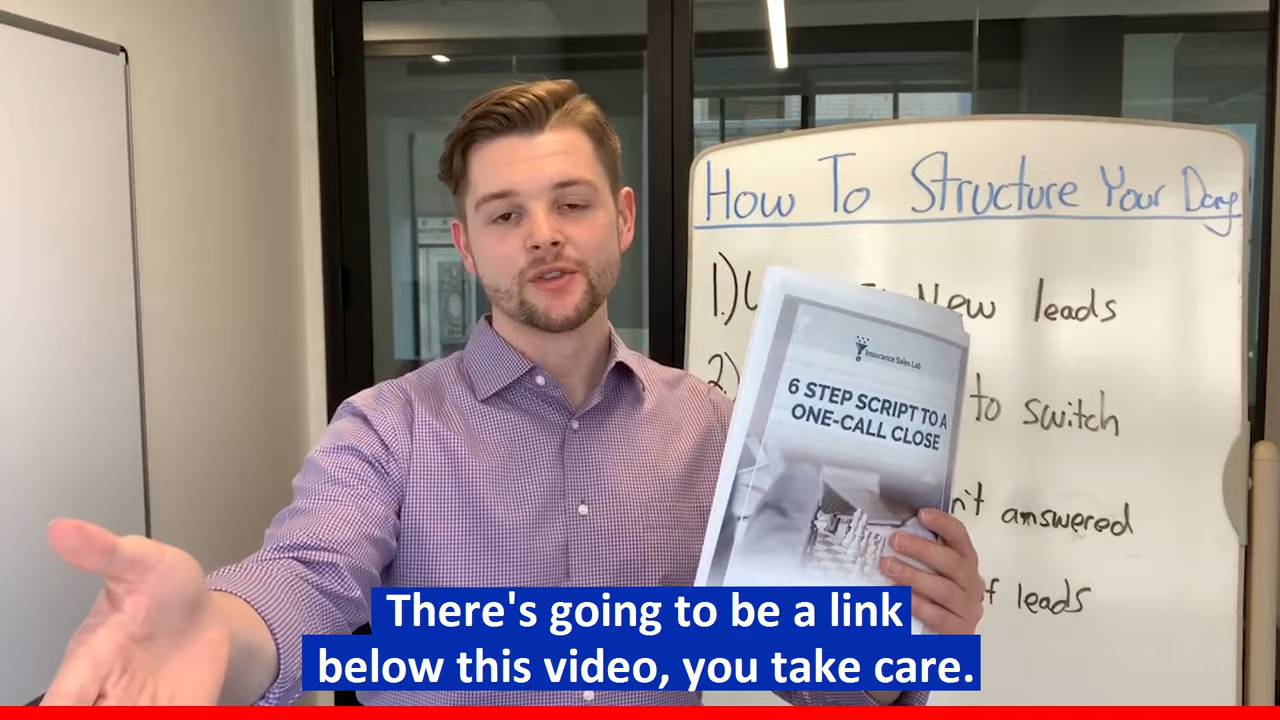 How To Structure Your Day
1.)
New leads
2.)
to switch
n't answered
leads
Insurance Sales Lab
6 STEP SCRIPT TO A
ONE-CALL CLOSE
There's going to be a link
below this video, you take care.